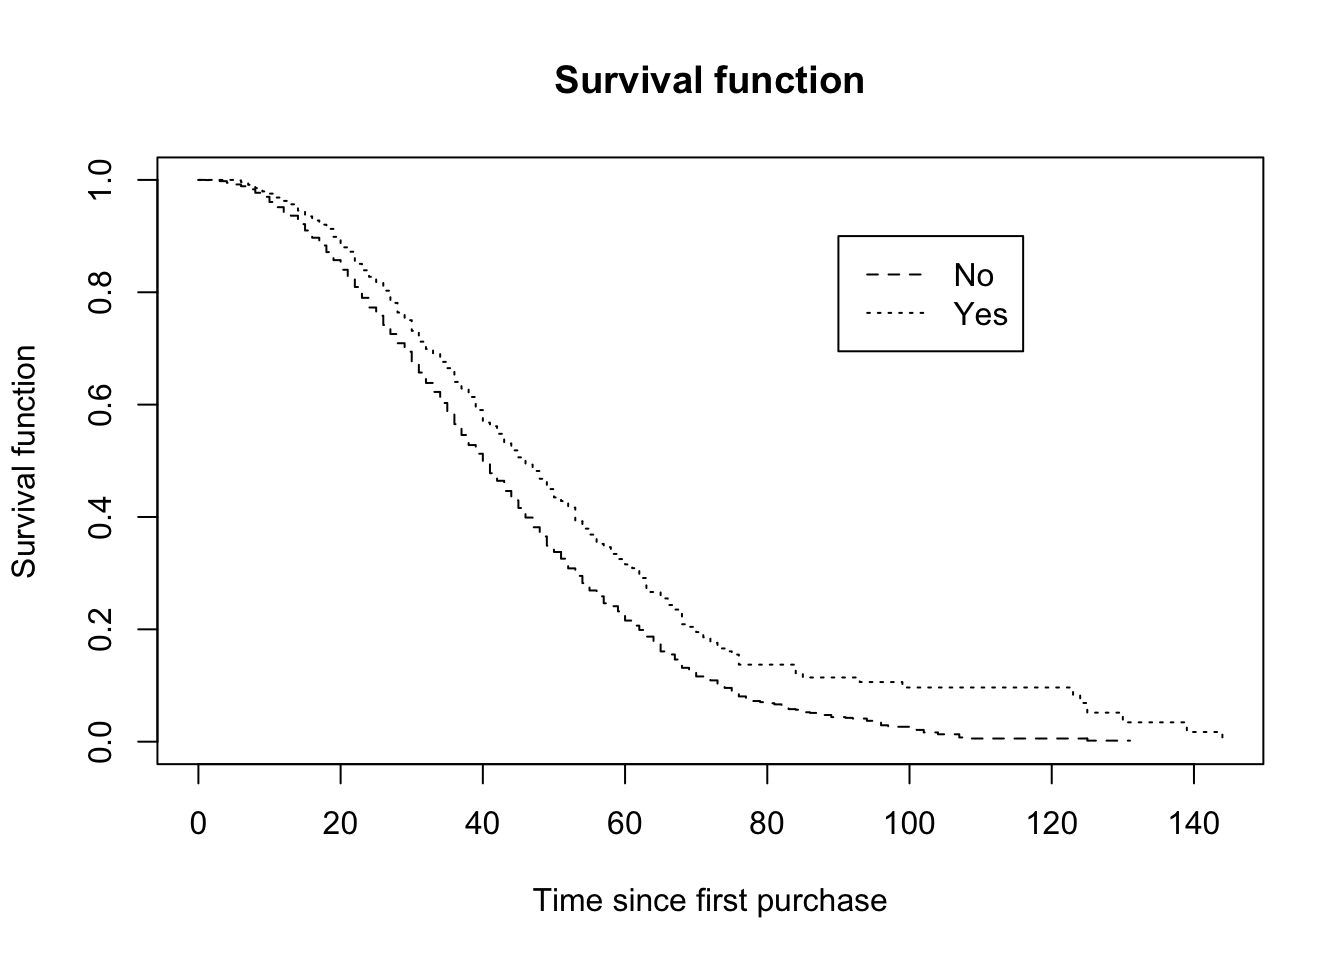 Survival function
No
Yes
Survival function
0.0 0.2 0.4 0.6 0.8 1.0
0 20 40 60 80 100 120 140
Time since first purchase